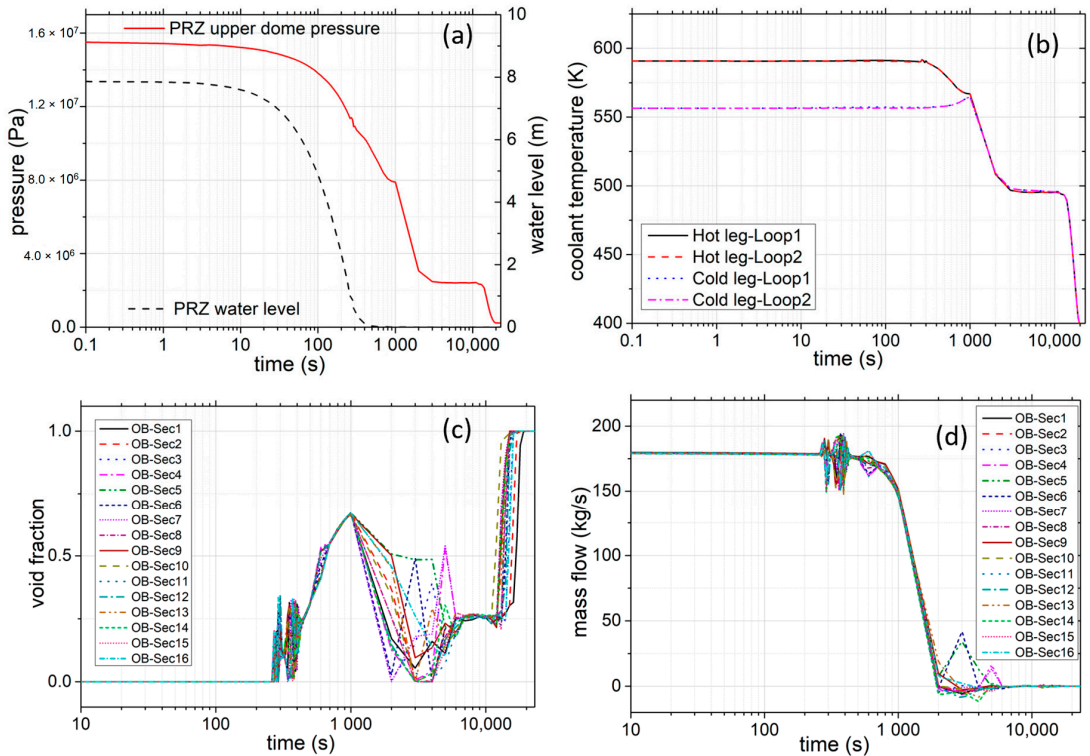 (a)
PRZ upper dome pressure
PRZ water level
pressure (Pa)
1.6 × 10⁷
1.2 × 10⁷
8.0 × 10⁶
4.0 × 10⁶
0.0
water level (m)
10
8
6
4
2
0
0.1 1 10 100 1 000 10,000
time (s)
(b)
coolant temperature (K)
600
550
500
450
400
Hot leg-Loop1
Hot leg-Loop2
Cold leg-Loop1
Cold leg-Loop2
0.1 1 10 100 1 000 10,000
time (s)
(c)
void fraction
1.0
0.5
0.0
OB-Sec1
OB-Sec2
OB-Sec3
OB-Sec4
OB-Sec5
OB-Sec6
OB-Sec7
OB-Sec8
OB-Sec9
OB-Sec10
OB-Sec11
OB-Sec12
OB-Sec13
OB-Sec14
OB-Sec15
OB-Sec16
10 100 1 000 10,000
time (s)
(d)
mass flow (kg/s)
200
150
100
50
0
OB-Sec1
OB-Sec2
OB-Sec3
OB-Sec4
OB-Sec5
OB-Sec6
OB-Sec7
OB-Sec8
OB-Sec9
OB-Sec10
OB-Sec11
OB-Sec12
OB-Sec13
OB-Sec14
OB-Sec15
OB-Sec16
10 100 1 000 10,000
time (s)